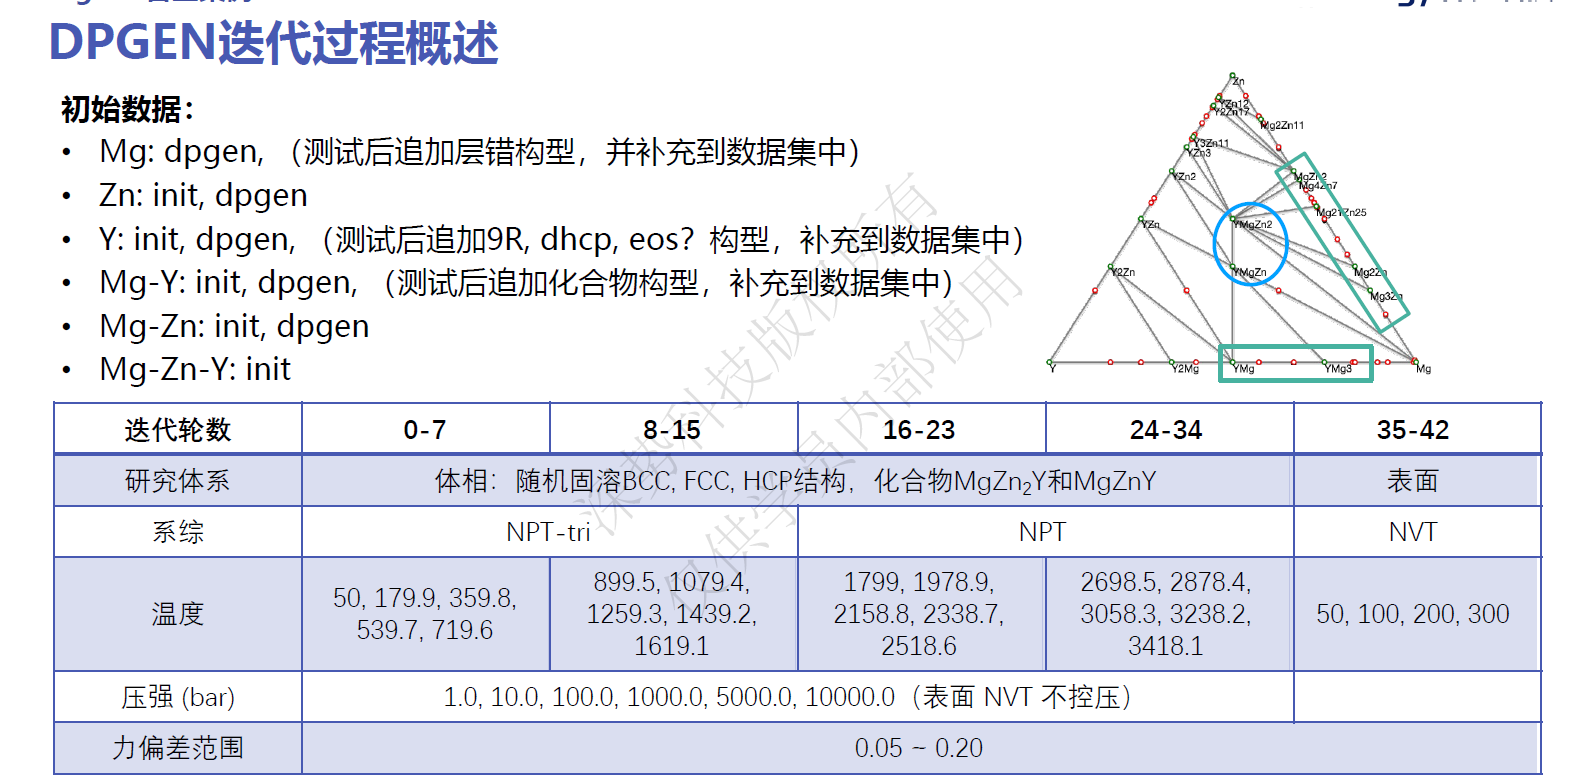 DPGEN迭代过程概述
初始数据：
• Mg: dpgen, （测试后追加层错构型，并补充到数据集中）
• Zn: init, dpgen
• Y: init, dpgen, （测试后追加9R, dhcp, eos? 构型，补充到数据集中）
• Mg-Y: init, dpgen, （测试后追加化合物构型，补充到数据集中）
• Mg-Zn: init, dpgen
• Mg-Zn-Y: init
Zn
YZn12
Y2Zn17
Mg2Zn11
Y3Zn11
YZn3
YZn2
MgZn2
Mg4Zn7
Mg21Zn25
YZn
YMgZn2
Y2Zn
YMgZn
Mg2Zn
Mg3Zn
Y
Y2Mg
YMg
YMg3
Mg
迭代轮数 0-7 8-15 16-23 24-34 35-42
研究体系 体相：随机固溶BCC, FCC, HCP结构，化合物MgZn₂Y和MgZnY 表面
系综 NPT-tri NPT NVT
温度 50, 179.9, 359.8, 539.7, 719.6 899.5, 1079.4, 1259.3, 1439.2, 1619.1 1799, 1978.9, 2158.8, 2338.7, 2518.6 2698.5, 2878.4, 3058.3, 3238.2, 3418.1 50, 100, 200, 300
压强 (bar) 1.0, 10.0, 100.0, 1000.0, 5000.0, 10000.0（表面 NVT 不控压）
力偏差范围 0.05 ~ 0.20
深势科技版权所有
仅供学员内部使用